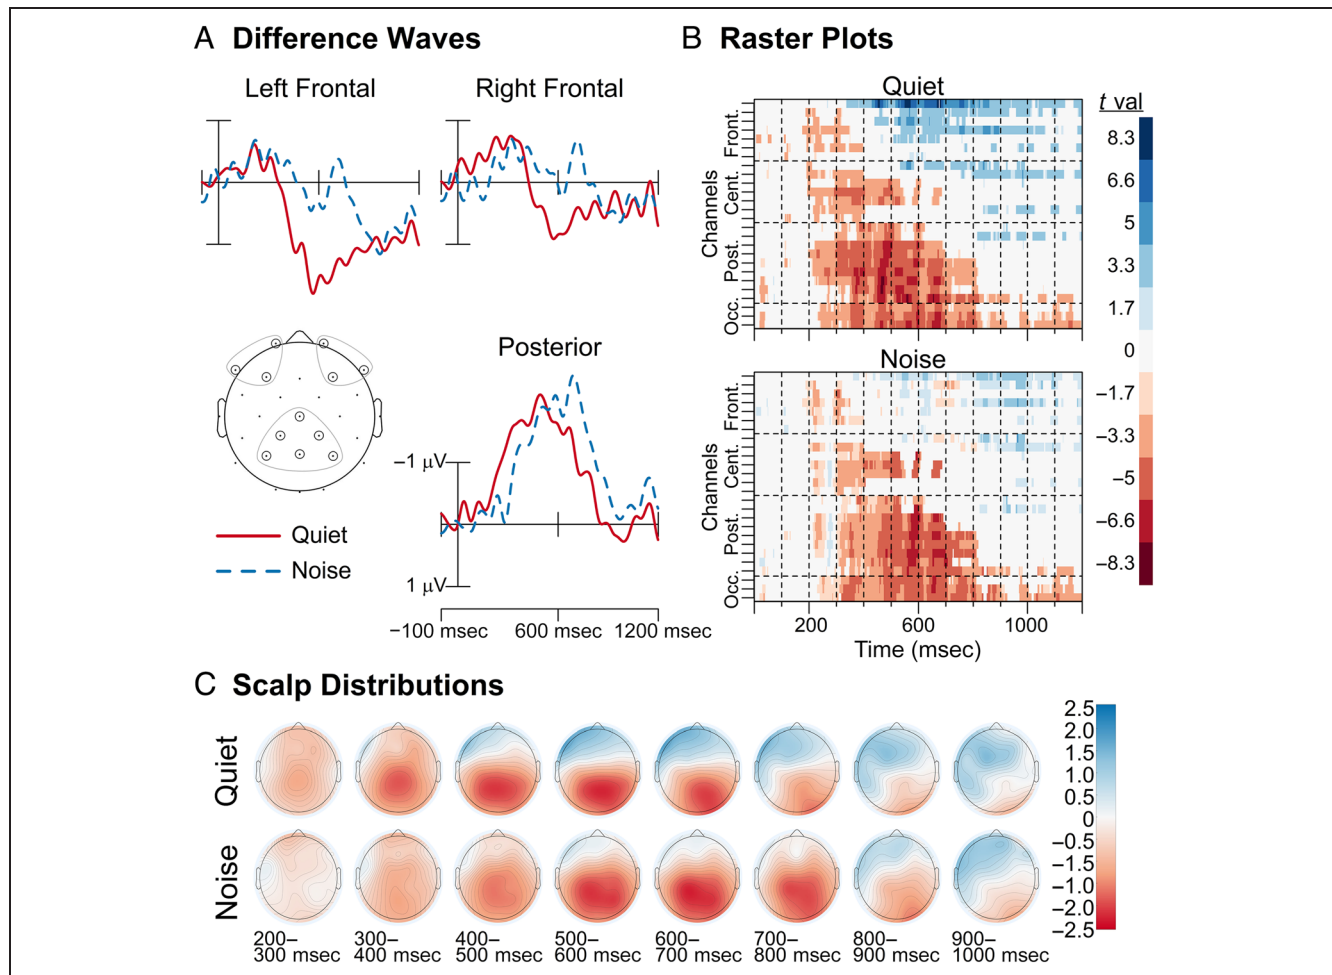 A Difference Waves
Left Frontal
Right Frontal
Posterior
−1 µV
1 µV
Quiet
Noise
−100 msec
600 msec
1200 msec
B Raster Plots
Quiet
Channels
Front.
Cent.
Post.
Occ.
Noise
Channels
Front.
Cent.
Post.
Occ.
200
600
1000
Time (msec)
t val
8.3
6.6
5
3.3
1.7
0
−1.7
−3.3
−5
−6.6
−8.3
C Scalp Distributions
Quiet
Noise
200–
300 msec
300–
400 msec
400–
500 msec
500–
600 msec
600–
700 msec
700–
800 msec
800–
900 msec
900–
1000 msec
2.5
2.0
1.5
1.0
0.5
0
−0.5
−1.5
−1.0
−2.0
−2.5